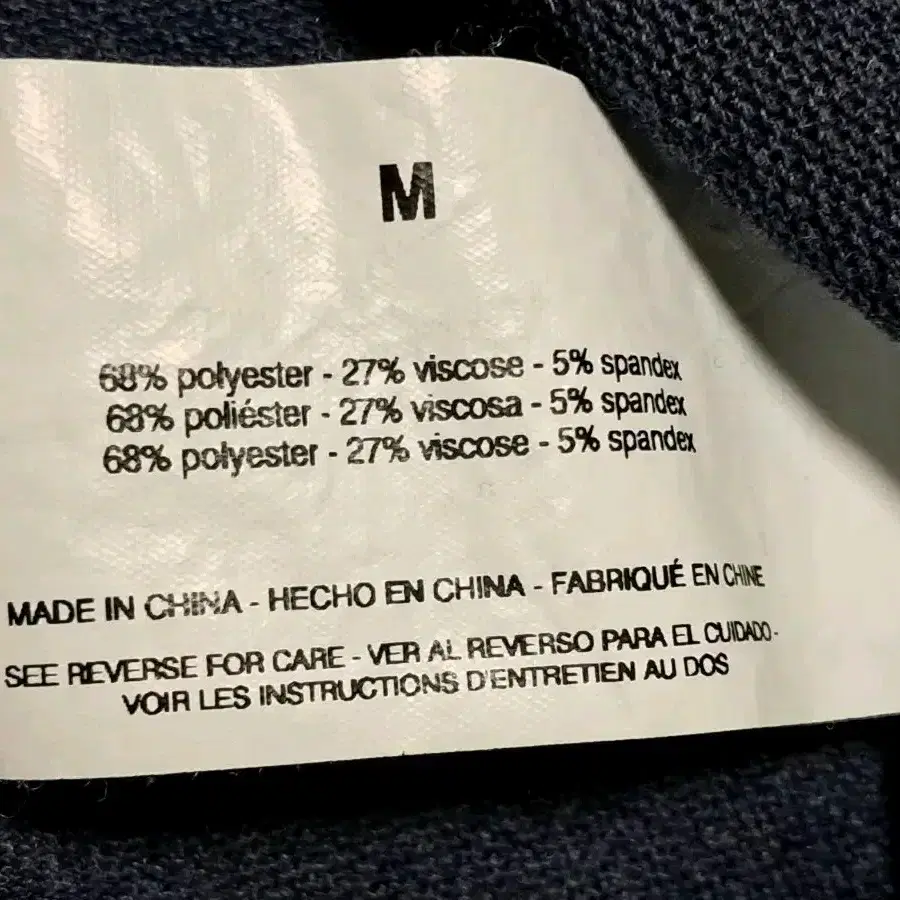 M
68% polyester - 27% viscose - 5% spandex
68% poliéster - 27% viscosa - 5% spandex
68% polyester - 27% viscose - 5% spandex
MADE IN CHINA - HECHO EN CHINA - FABRIQUÉ EN CHINE
SEE REVERSE FOR CARE - VER AL REVERSO PARA EL CUIDADO -
VOIR LES INSTRUCTIONS D'ENTRETIEN AU DOS